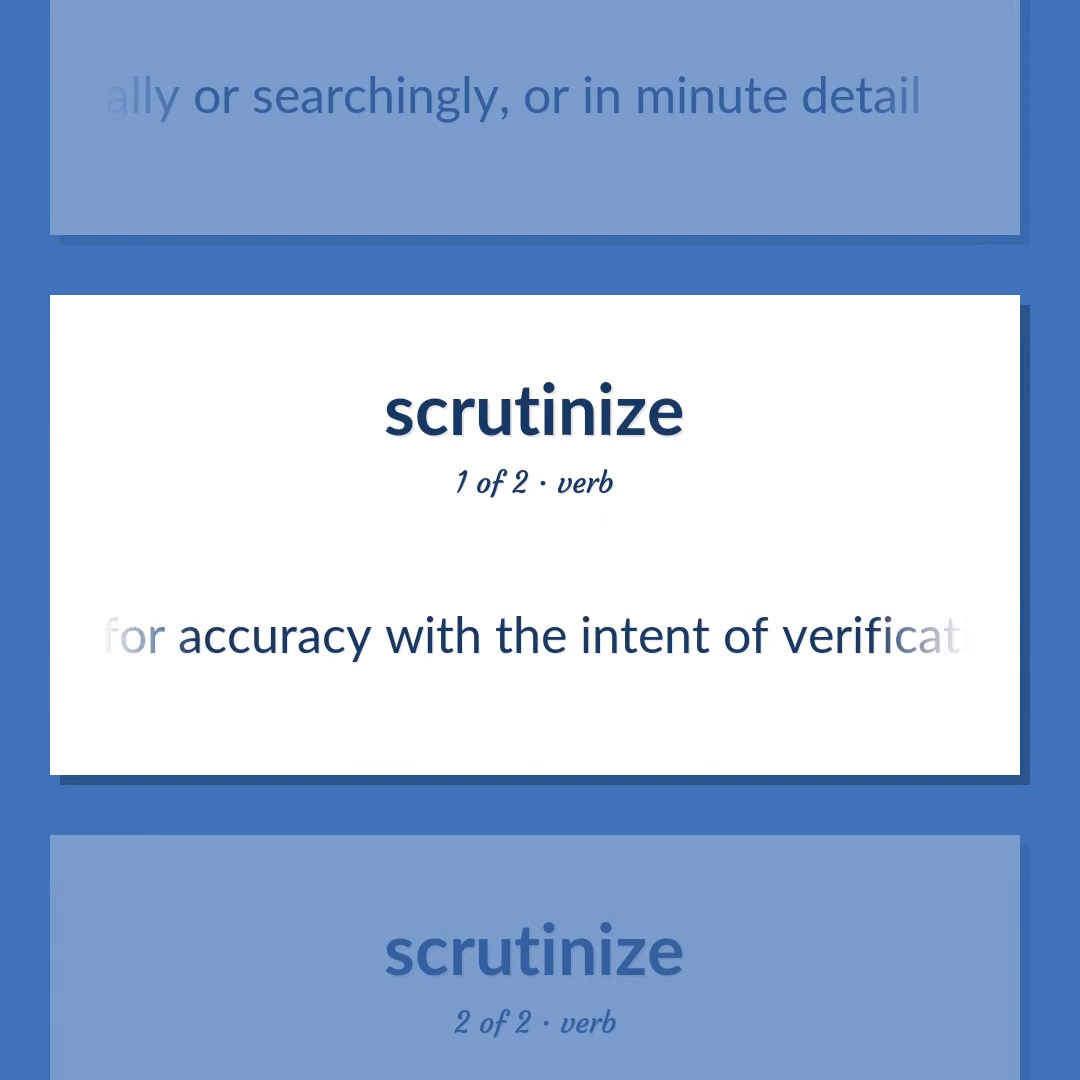 ally or searchingly, or in minute detail
scrutinize
1 of 2 · verb
for accuracy with the intent of verificati
scrutinize
2 of 2 · verb